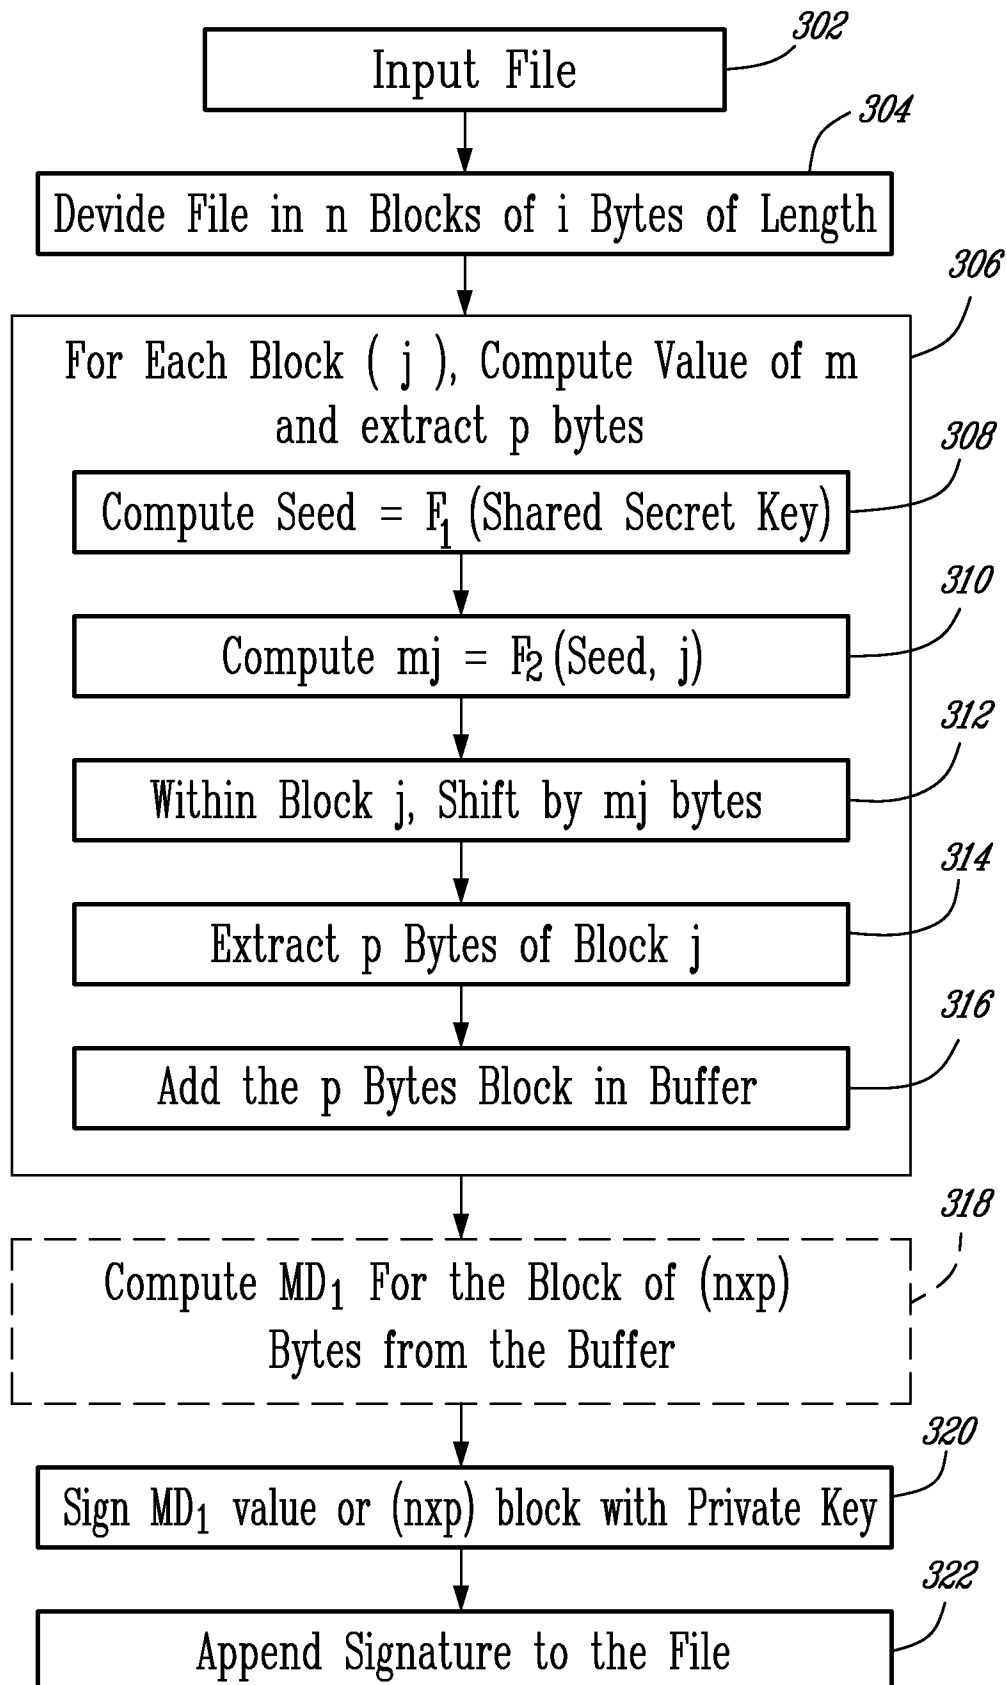 302
Input File
304
Devide File in n Blocks of i Bytes of Length
306
For Each Block ( j ), Compute Value of m
and extract p bytes
308
Compute Seed = F1 (Shared Secret Key)
310
Compute mj = F2 (Seed, j)
312
Within Block j, Shift by mj bytes
314
Extract p Bytes of Block j
316
Add the p Bytes Block in Buffer
318
Compute MD1 For the Block of (nxp)
Bytes from the Buffer
320
Sign MD1 value or (nxp) block with Private Key
322
Append Signature to the File